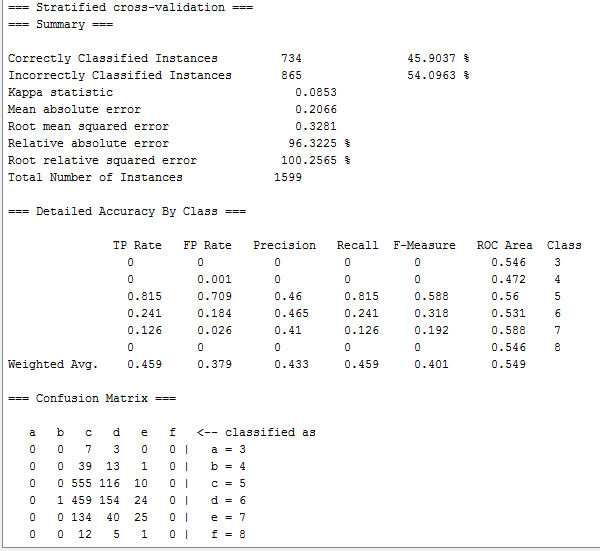 === Stratified cross-validation ===
=== Summary ===
Correctly Classified Instances 734 45.9037 %
Incorrectly Classified Instances 865 54.0963 %
Kappa statistic 0.0853
Mean absolute error 0.2066
Root mean squared error 0.3281
Relative absolute error 96.3225 %
Root relative squared error 100.2565 %
Total Number of Instances 1599
=== Detailed Accuracy By Class ===
TP Rate FP Rate Precision Recall F-Measure ROC Area Class
0 0 0 0 0 0.546 3
0 0.001 0 0 0 0.472 4
0.815 0.709 0.46 0.815 0.588 0.56 5
0.241 0.184 0.465 0.241 0.318 0.531 6
0.126 0.026 0.41 0.126 0.192 0.588 7
0 0 0 0 0 0.546 8
Weighted Avg. 0.459 0.379 0.433 0.459 0.401 0.549
=== Confusion Matrix ===
a b c d e f <-- classified as
0 0 7 3 0 0 | a = 3
0 0 39 13 1 0 | b = 4
0 0 555 116 10 0 | c = 5
0 1 459 154 24 0 | d = 6
0 0 134 40 25 0 | e = 7
0 0 12 5 1 0 | f = 8